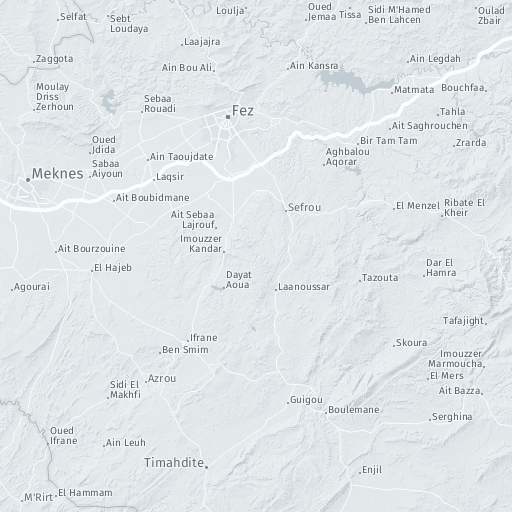 Selfat
Sebt
Loudaya
Loulja
Oued
Jemaa
Tissa
Sidi M'Hamed
Ben Lahcen
Oulad
Zbair
Laajajra
Zaggota
Ain Bou Ali
Ain Kansra
Ain Legdah
Moulay
Driss
Zerhoun
Sebaa
Rouadi
Matmata
Bouchfaa
Fez
Tahla
Ait Saghrouchen
Oued
Jdida
Bir Tam Tam
Zrarda
Sabaa
Aiyoun
Ain Taoujdate
Aghbalou
Aqorar
Meknes
Laqsir
Ait Boubidmane
Sefrou
El Menzel
Ribate El
Kheir
Ait Sebaa
Lajrouf
Imouzzer
Kandar
Ait Bourzouine
El Hajeb
Dayat
Aoua
Dar El
Hamra
Agourai
Laanoussar
Tazouta
Tafajight
Ifrane
Ben Smim
Skoura
Imouzzer
Marmoucha
El Mers
Azrou
Sidi El
Makhfi
Ait Bazza
Guigou
Boulemane
Serghina
Oued
Ifrane
Ain Leuh
Timahdite
Enjil
M'Rirt
El Hammam